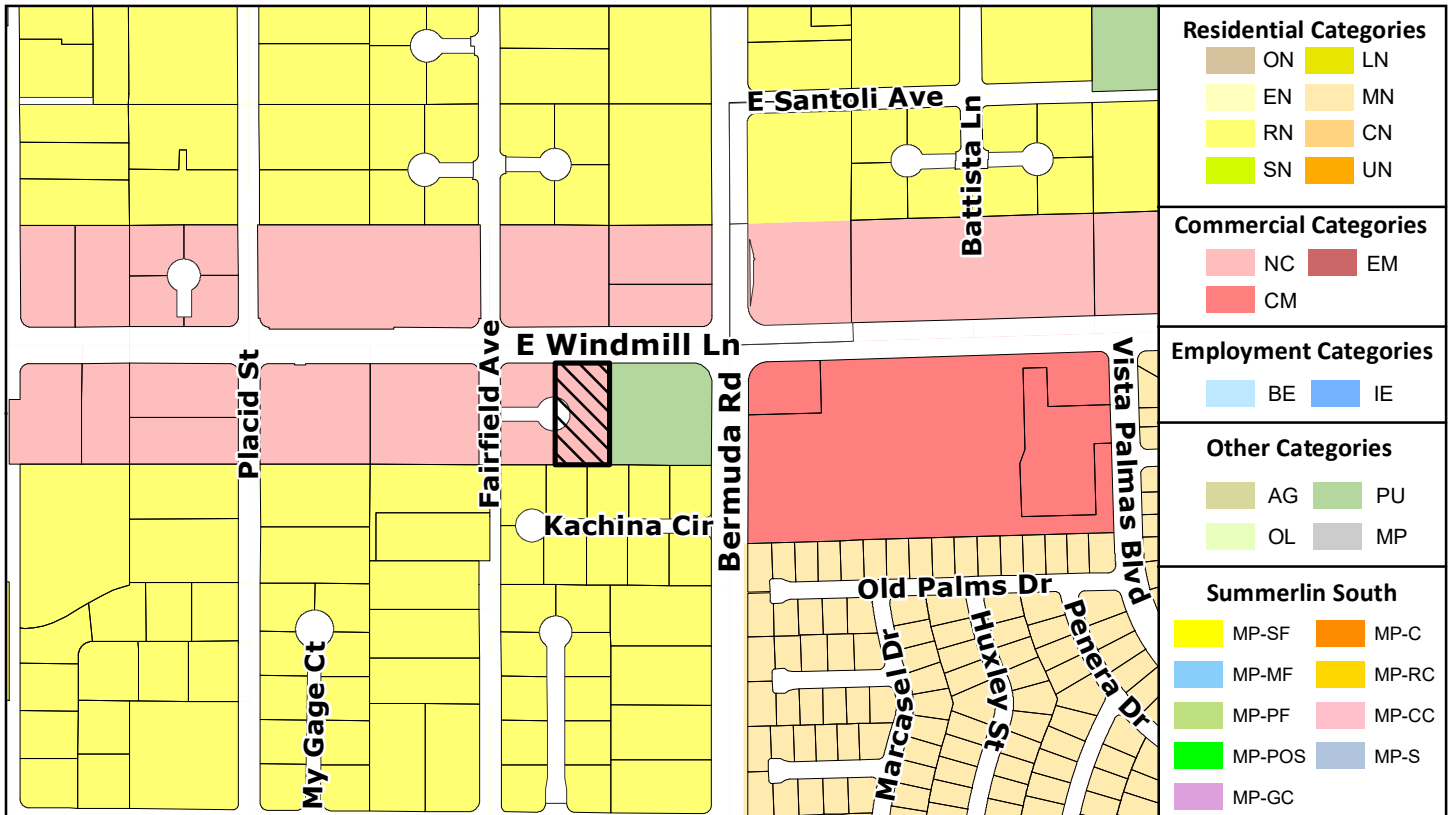 E Santoli Ave
Battista Ln
E Windmill Ln
Placid St
Fairfield Ave
Bermuda Rd
Vista Palmas Blvd
Kachina Cir
Old Palms Dr
My Gage Ct
Marcasel Dr
Huxley St
Penera Dr
Residential Categories
ON LN
EN MN
RN CN
SN UN
Commercial Categories
NC EM
CM
Employment Categories
BE IE
Other Categories
AG PU
OL MP
Summerlin South
MP-SF MP-C
MP-MF MP-RC
MP-PF MP-CC
MP-POS MP-S
MP-GC